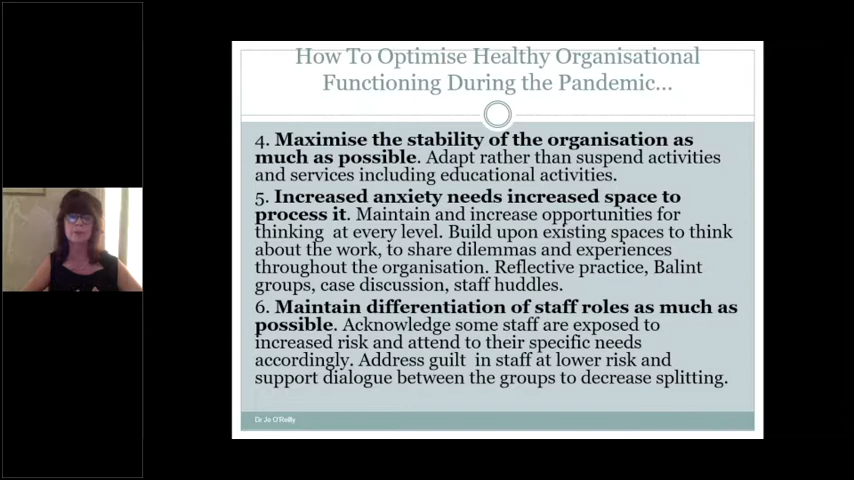 How To Optimise Healthy Organisational
Functioning During the Pandemic...
4. Maximise the stability of the organisation as
much as possible. Adapt rather than suspend activities
and services including educational activities.
5. Increased anxiety needs increased space to
process it. Maintain and increase opportunities for
thinking at every level. Build upon existing spaces to think
about the work, to share dilemmas and experiences
throughout the organisation. Reflective practice, Balint
groups, case discussion, staff huddles.
6. Maintain differentiation of staff roles as much as
possible. Acknowledge some staff are exposed to
increased risk and attend to their specific needs
accordingly. Address guilt in staff at lower risk and
support dialogue between the groups to decrease splitting.
Dr Jo O'Reilly